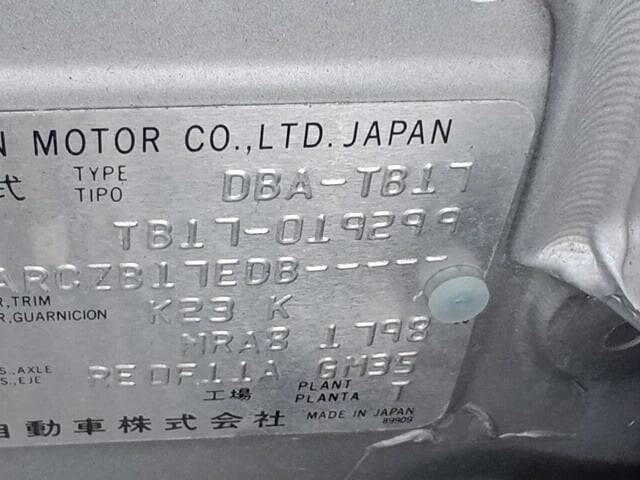 N MOTOR CO.,LTD. JAPAN
式 TYPE TIPO DBA-TB17
TB17-019299
ARCZB17EDB-----
R,TRIM
R,GUARNICION K23 K
MRA8 1798
S.,AXLE
S.,EJE RE0F11A GH35
工場 PLANT PLANTA T
自動車株式会社 MADE IN JAPAN
89909